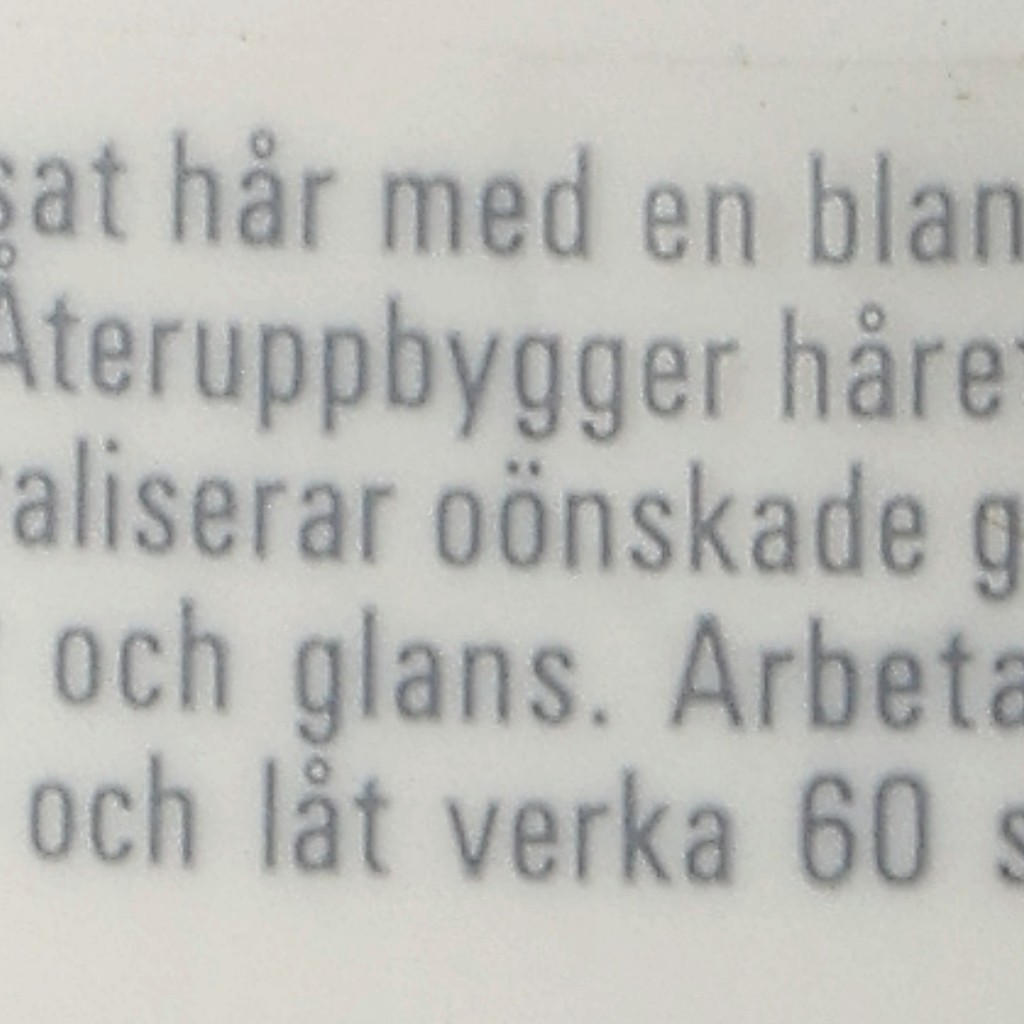 sat hår med en blan
Återuppbygger håret
aliserar oönskade g
och glans. Arbeta
och låt verka 60 s